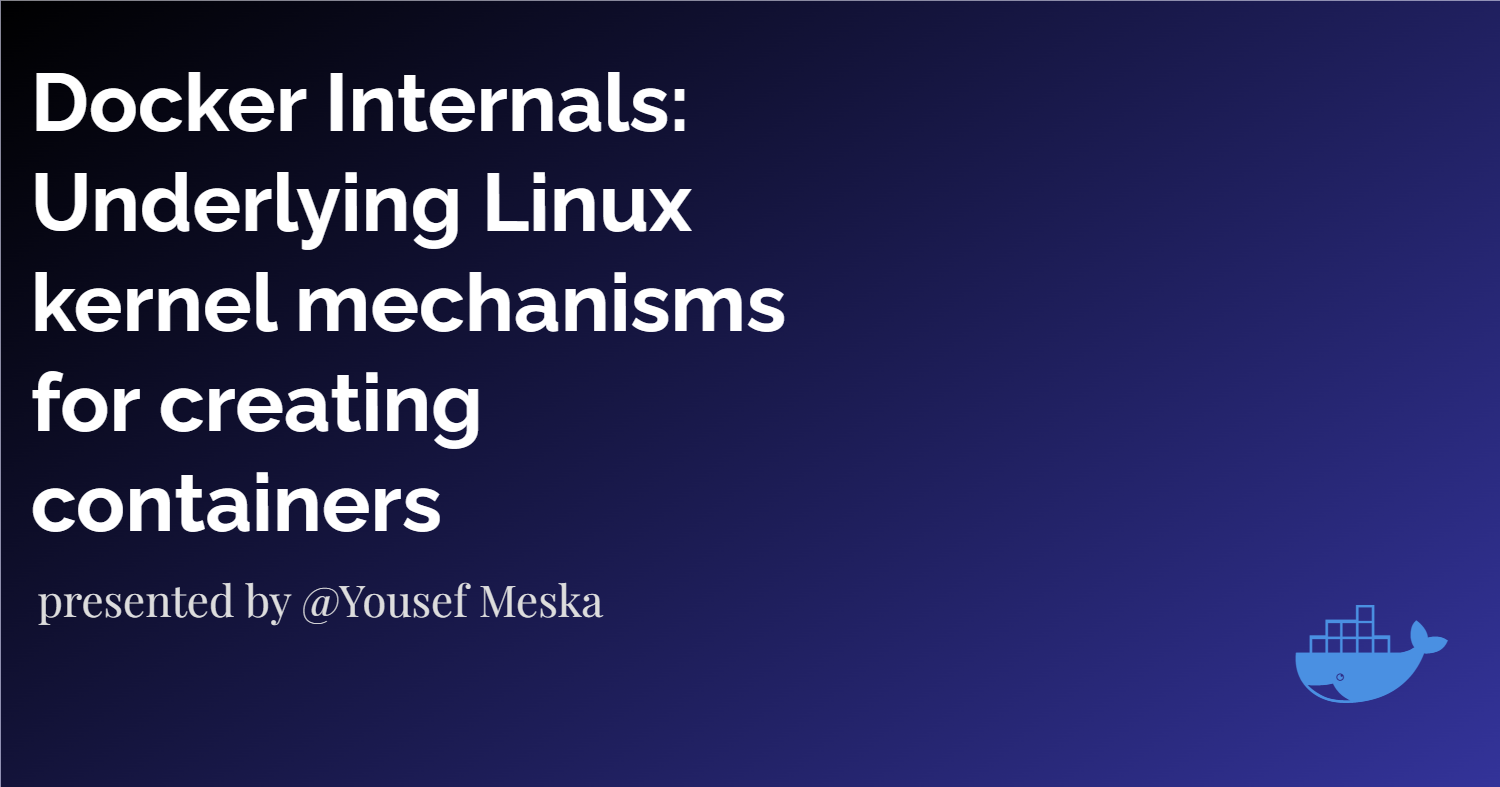 Docker Internals:
Underlying Linux
kernel mechanisms
for creating
containers
presented by @Yousef Meska